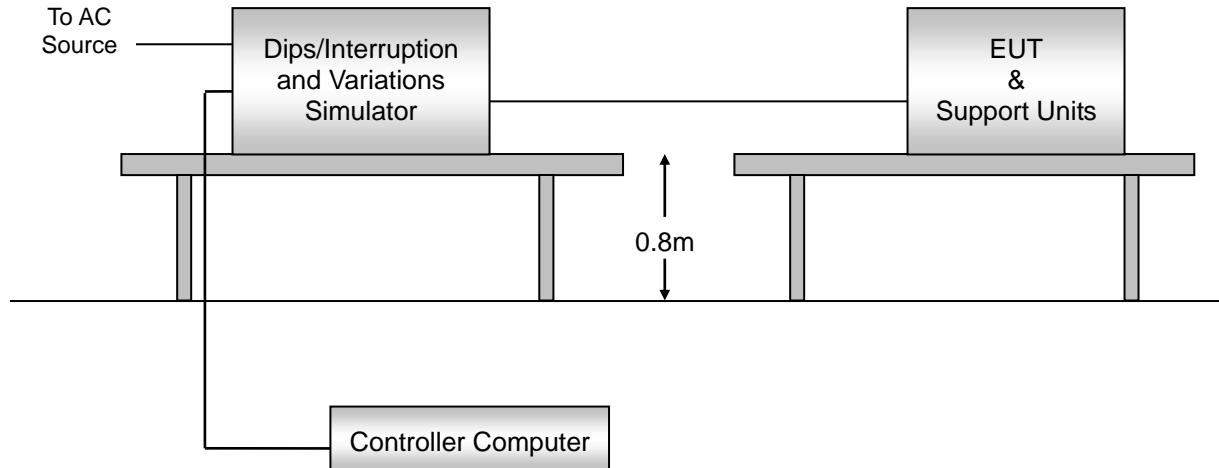 To AC
Source
Dips/Interruption
and Variations
Simulator
EUT
&
Support Units
0.8m
Controller Computer